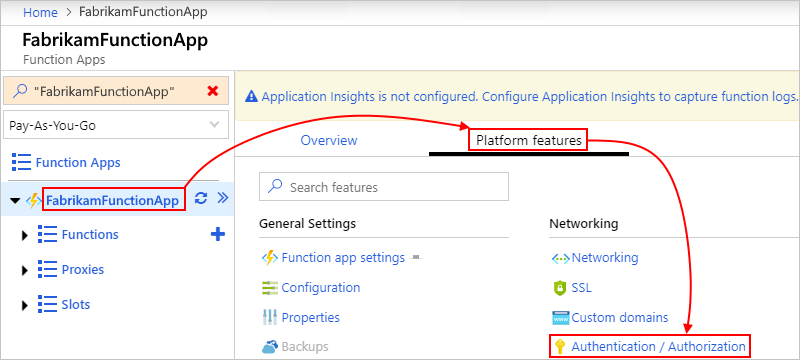 Home > FabrikamFunctionApp
FabrikamFunctionApp
Function Apps
"FabrikamFunctionApp"
Pay-As-You-Go
Function Apps
FabrikamFunctionApp
Functions
Proxies
Slots
Application Insights is not configured. Configure Application Insights to capture function logs.
Overview
Platform features
Search features
General Settings
Function app settings
Configuration
Properties
Backups
Networking
Networking
SSL
Custom domains
Authentication / Authorization